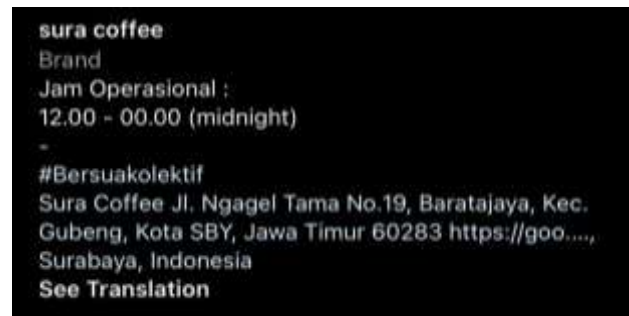 sura coffee
Brand
Jam Operasional :
12.00 - 00.00 (midnight)
-
#Bersuakolektif
Sura Coffee Jl. Ngagel Tama No.19, Baratajaya, Kec.
Gubeng, Kota SBY, Jawa Timur 60283 https://goo....,
Surabaya, Indonesia
See Translation